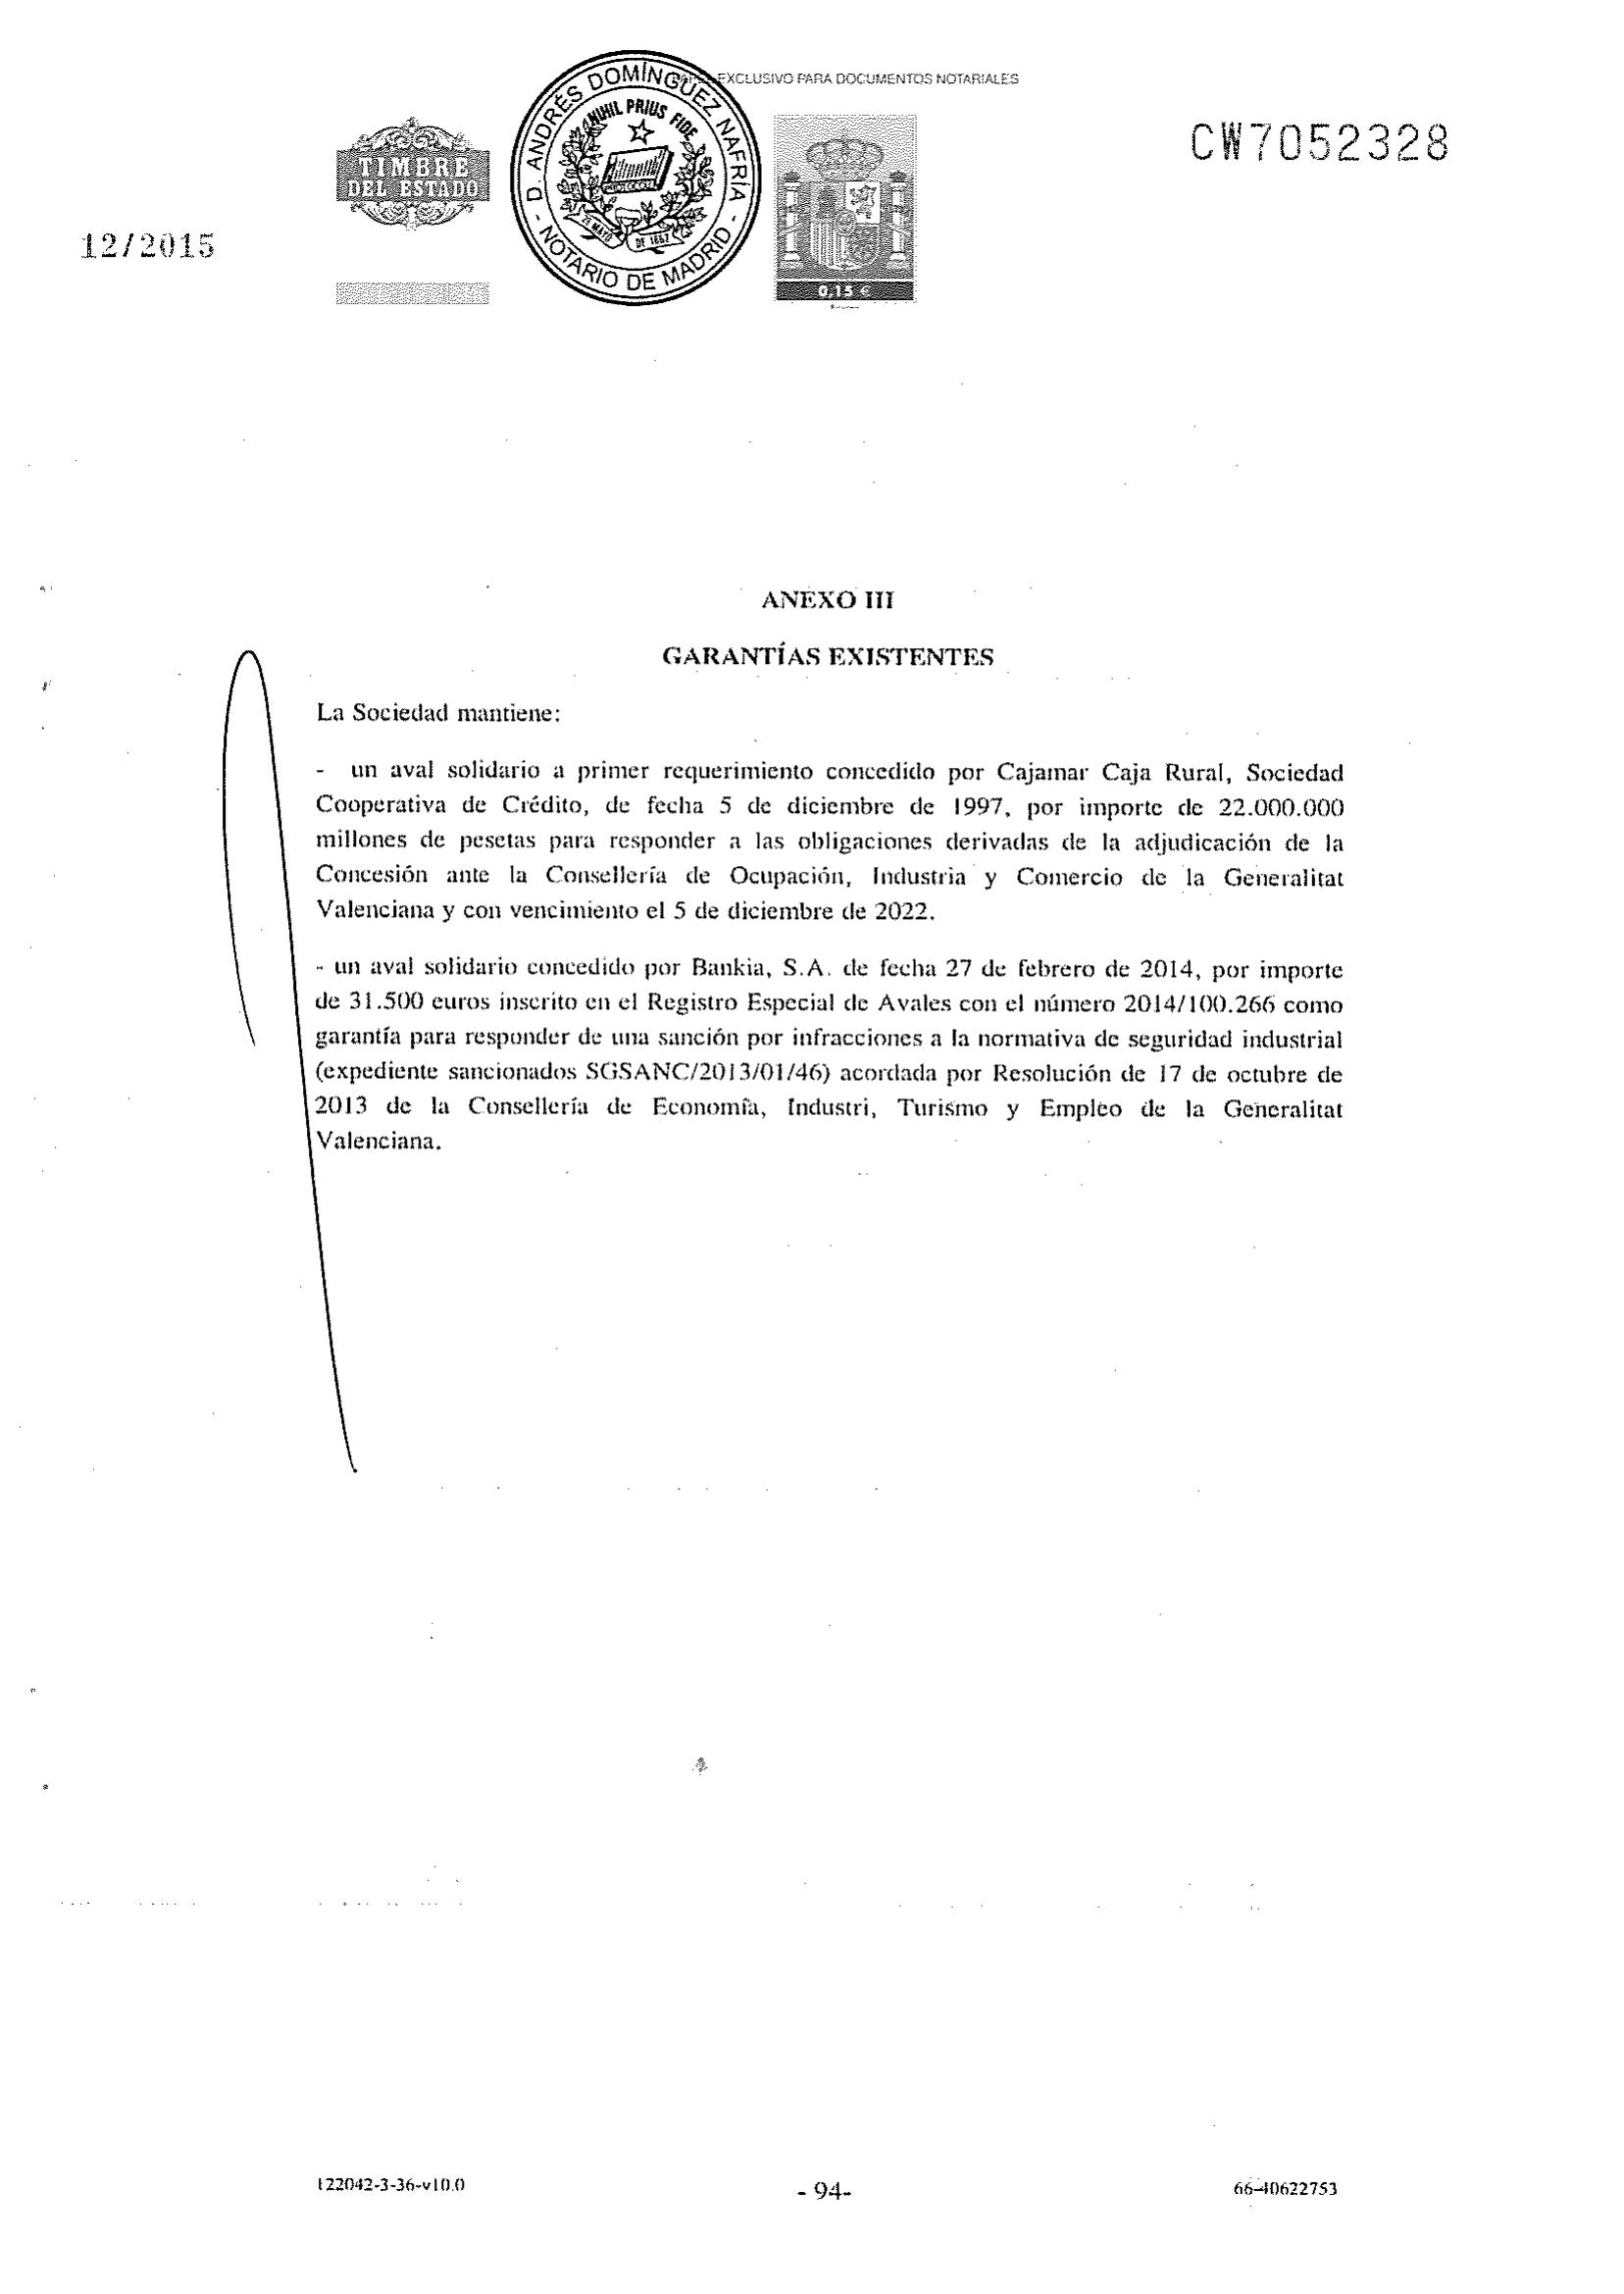 EXCLUSIVO PARA DOCUMENTOS NOTARIALES
D. ANDRÉS DOMÍNGUEZ NAFRÍA - NOTARIO DE MADRID -
NIHIL PRIUS FIDE
28 MAYO DE 1862
TIMBRE
DEL ESTADO
0,15 €
CW7052328
12/2015
ANEXO III
GARANTÍAS EXISTENTES
La Sociedad mantiene:
- un aval solidario a primer requerimiento concedido por Cajamar Caja Rural, Sociedad
Cooperativa de Crédito, de fecha 5 de diciembre de 1997, por importe de 22.000.000
millones de pesetas para responder a las obligaciones derivadas de la adjudicación de la
Concesión ante la Consellería de Ocupación, Industria y Comercio de la Generalitat
Valenciana y con vencimiento el 5 de diciembre de 2022.
- un aval solidario concedido por Bankia, S.A. de fecha 27 de febrero de 2014, por importe
de 31.500 euros inscrito en el Registro Especial de Avales con el número 2014/100.266 como
garantía para responder de una sanción por infracciones a la normativa de seguridad industrial
(expediente sancionados SGSANC/2013/01/46) acordada por Resolución de 17 de octubre de
2013 de la Consellería de Economía, Industri, Turismo y Empleo de la Generalitat
Valenciana.
122042-3-36-v10.0
- 94-
66-40622753